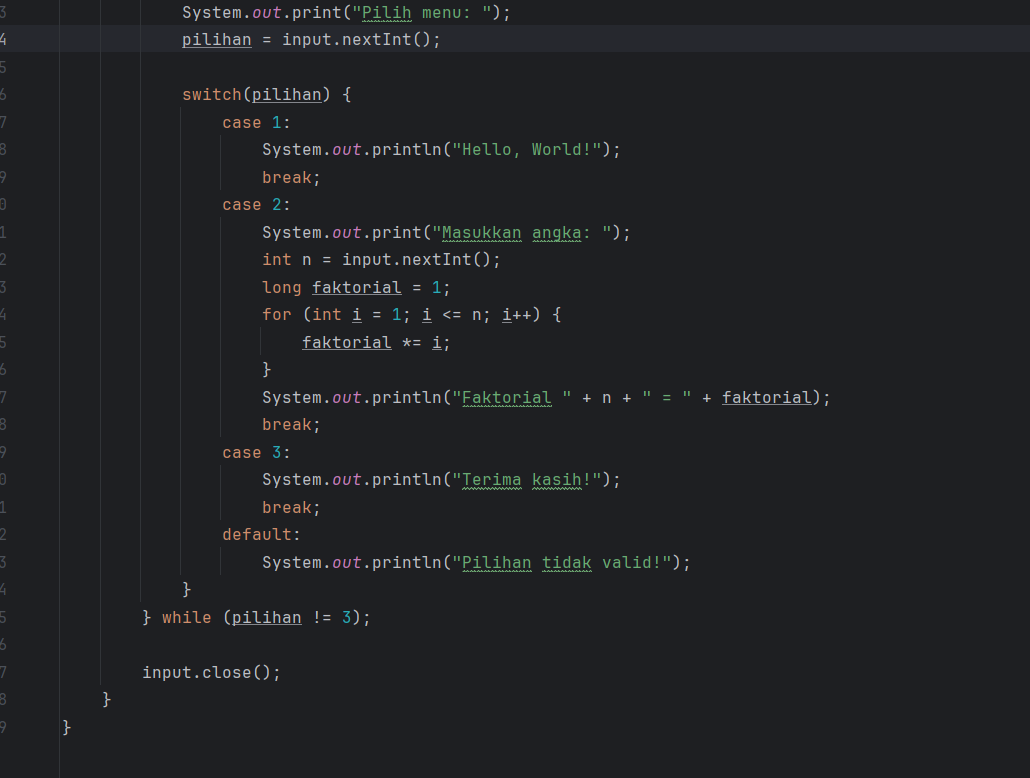 3 System.out.print("Pilih menu: ");
4 pilihan = input.nextInt();
5
6 switch(pilihan) {
7 case 1:
8 System.out.println("Hello, World!");
9 break;
0 case 2:
1 System.out.print("Masukkan angka: ");
2 int n = input.nextInt();
3 long faktorial = 1;
4 for (int i = 1; i <= n; i++) {
5 faktorial *= i;
6 }
7 System.out.println("Faktorial " + n + " = " + faktorial);
8 break;
9 case 3:
0 System.out.println("Terima kasih!");
1 break;
2 default:
3 System.out.println("Pilihan tidak valid!");
4 }
5 } while (pilihan != 3);
6
7 input.close();
8 }
9 }